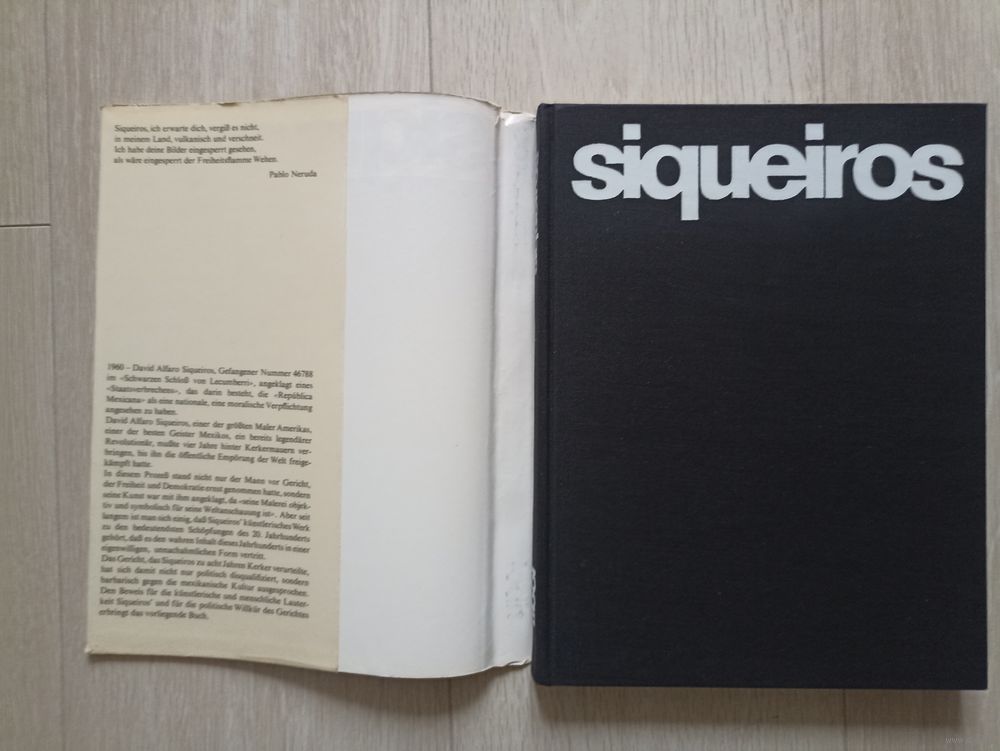 Siqueiros, ich erwarte dich, vergiß es nicht,
in meinem Land, vulkanisch und verschneit.
Ich habe deine Bilder eingesperrt gesehen,
als wäre eingesperrt der Freiheitsflamme Wehen.
Pablo Neruda
1960 – David Alfaro Siqueiros, Gefangener Nummer 46788
im «Schwarzen Schloß von Lecumberri», angeklagt eines
«Staatsverbrechens», das darin besteht, die «República
Mexicana» als eine nationale, eine moralische Verpflichtung
angesehen zu haben.
David Alfaro Siqueiros, einer der größten Maler Amerikas,
einer der besten Geister Mexikos, ein bereits legendärer
Revolutionär, mußte vier Jahre hinter Kerkermauern ver-
bringen, bis ihn die öffentliche Empörung der Welt freige-
kämpft hatte.
In diesem Prozeß stand nicht nur der Mann vor Gericht,
der Freiheit und Demokratie ernst genommen hatte, sondern
seine Kunst war mit ihm angeklagt, da «seine Malerei objek-
tiv und symbolisch für seine Weltanschauung ist». Aber seit
langem ist man sich einig, daß Siqueiros' künstlerisches Werk
zu den bedeutendsten Schöpfungen des 20. Jahrhunderts
gehört, daß es den wahren Inhalt dieses Jahrhunderts in einer
eigenwilligen, unnachahmlichen Form vertritt.
Das Gericht, das Siqueiros zu acht Jahren Kerker verurteilte,
hat sich damit nicht nur politisch disqualifiziert, sondern
barbarisch gegen die mexikanische Kultur ausgesprochen.
Den Beweis für die künstlerische und menschliche Lauter-
keit Siqueiros' und für die politische Willkür des Gerichtes
erbringt das vorliegende Buch.
siqueiros